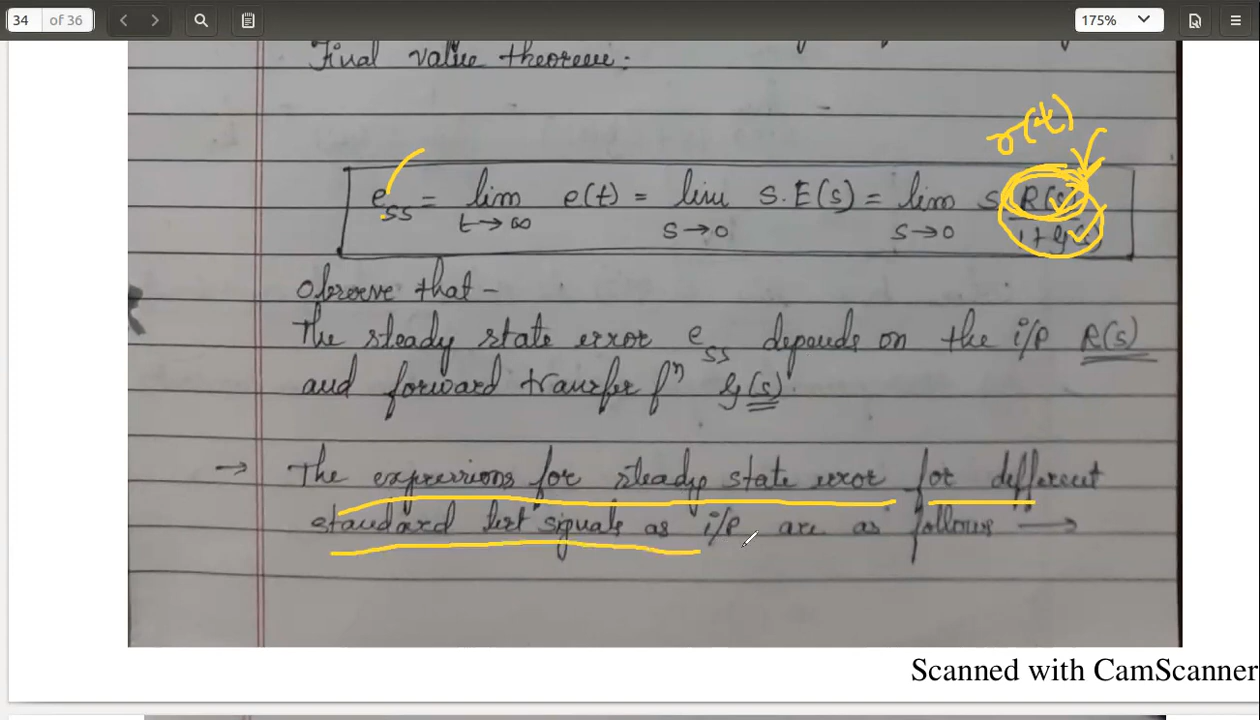 34 of 36 175%
Final value theorem:
r(t)
e_ss = lim t→∞ e(t) = lim s→0 s.E(s) = lim s→0 s R(s) / 1+G(s)
Observe that –
The steady state error e_ss depends on the i/p R(s)
and forward transfer fⁿ G(s).
→ The expressions for steady state error for different
standard test signals as i/p are as follows →
Scanned with CamScanner